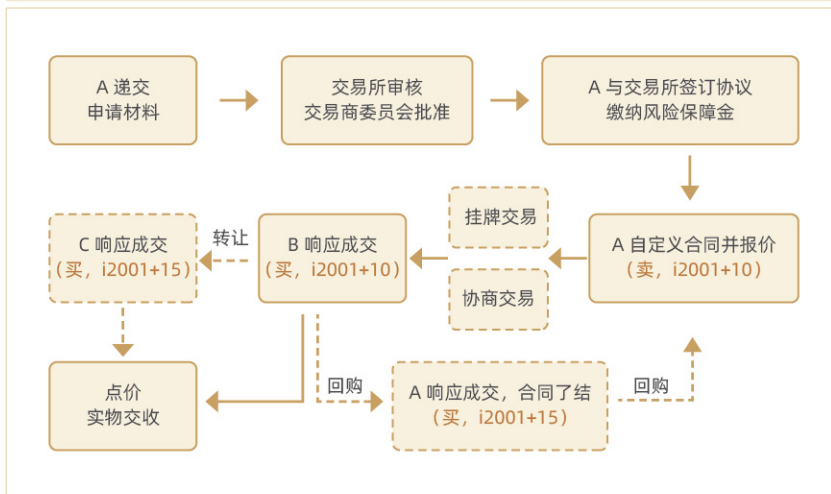 A 递交
申请材料
交易所审核
交易商委员会批准
A 与交易所签订协议
缴纳风险保障金
C 响应成交
(买，i2001+15)
转让
B 响应成交
(买，i2001+10)
挂牌交易
协商交易
A 自定义合同并报价
(卖，i2001+10)
点价
实物交收
回购
A 响应成交，合同了结
(买，i2001+15)
回购